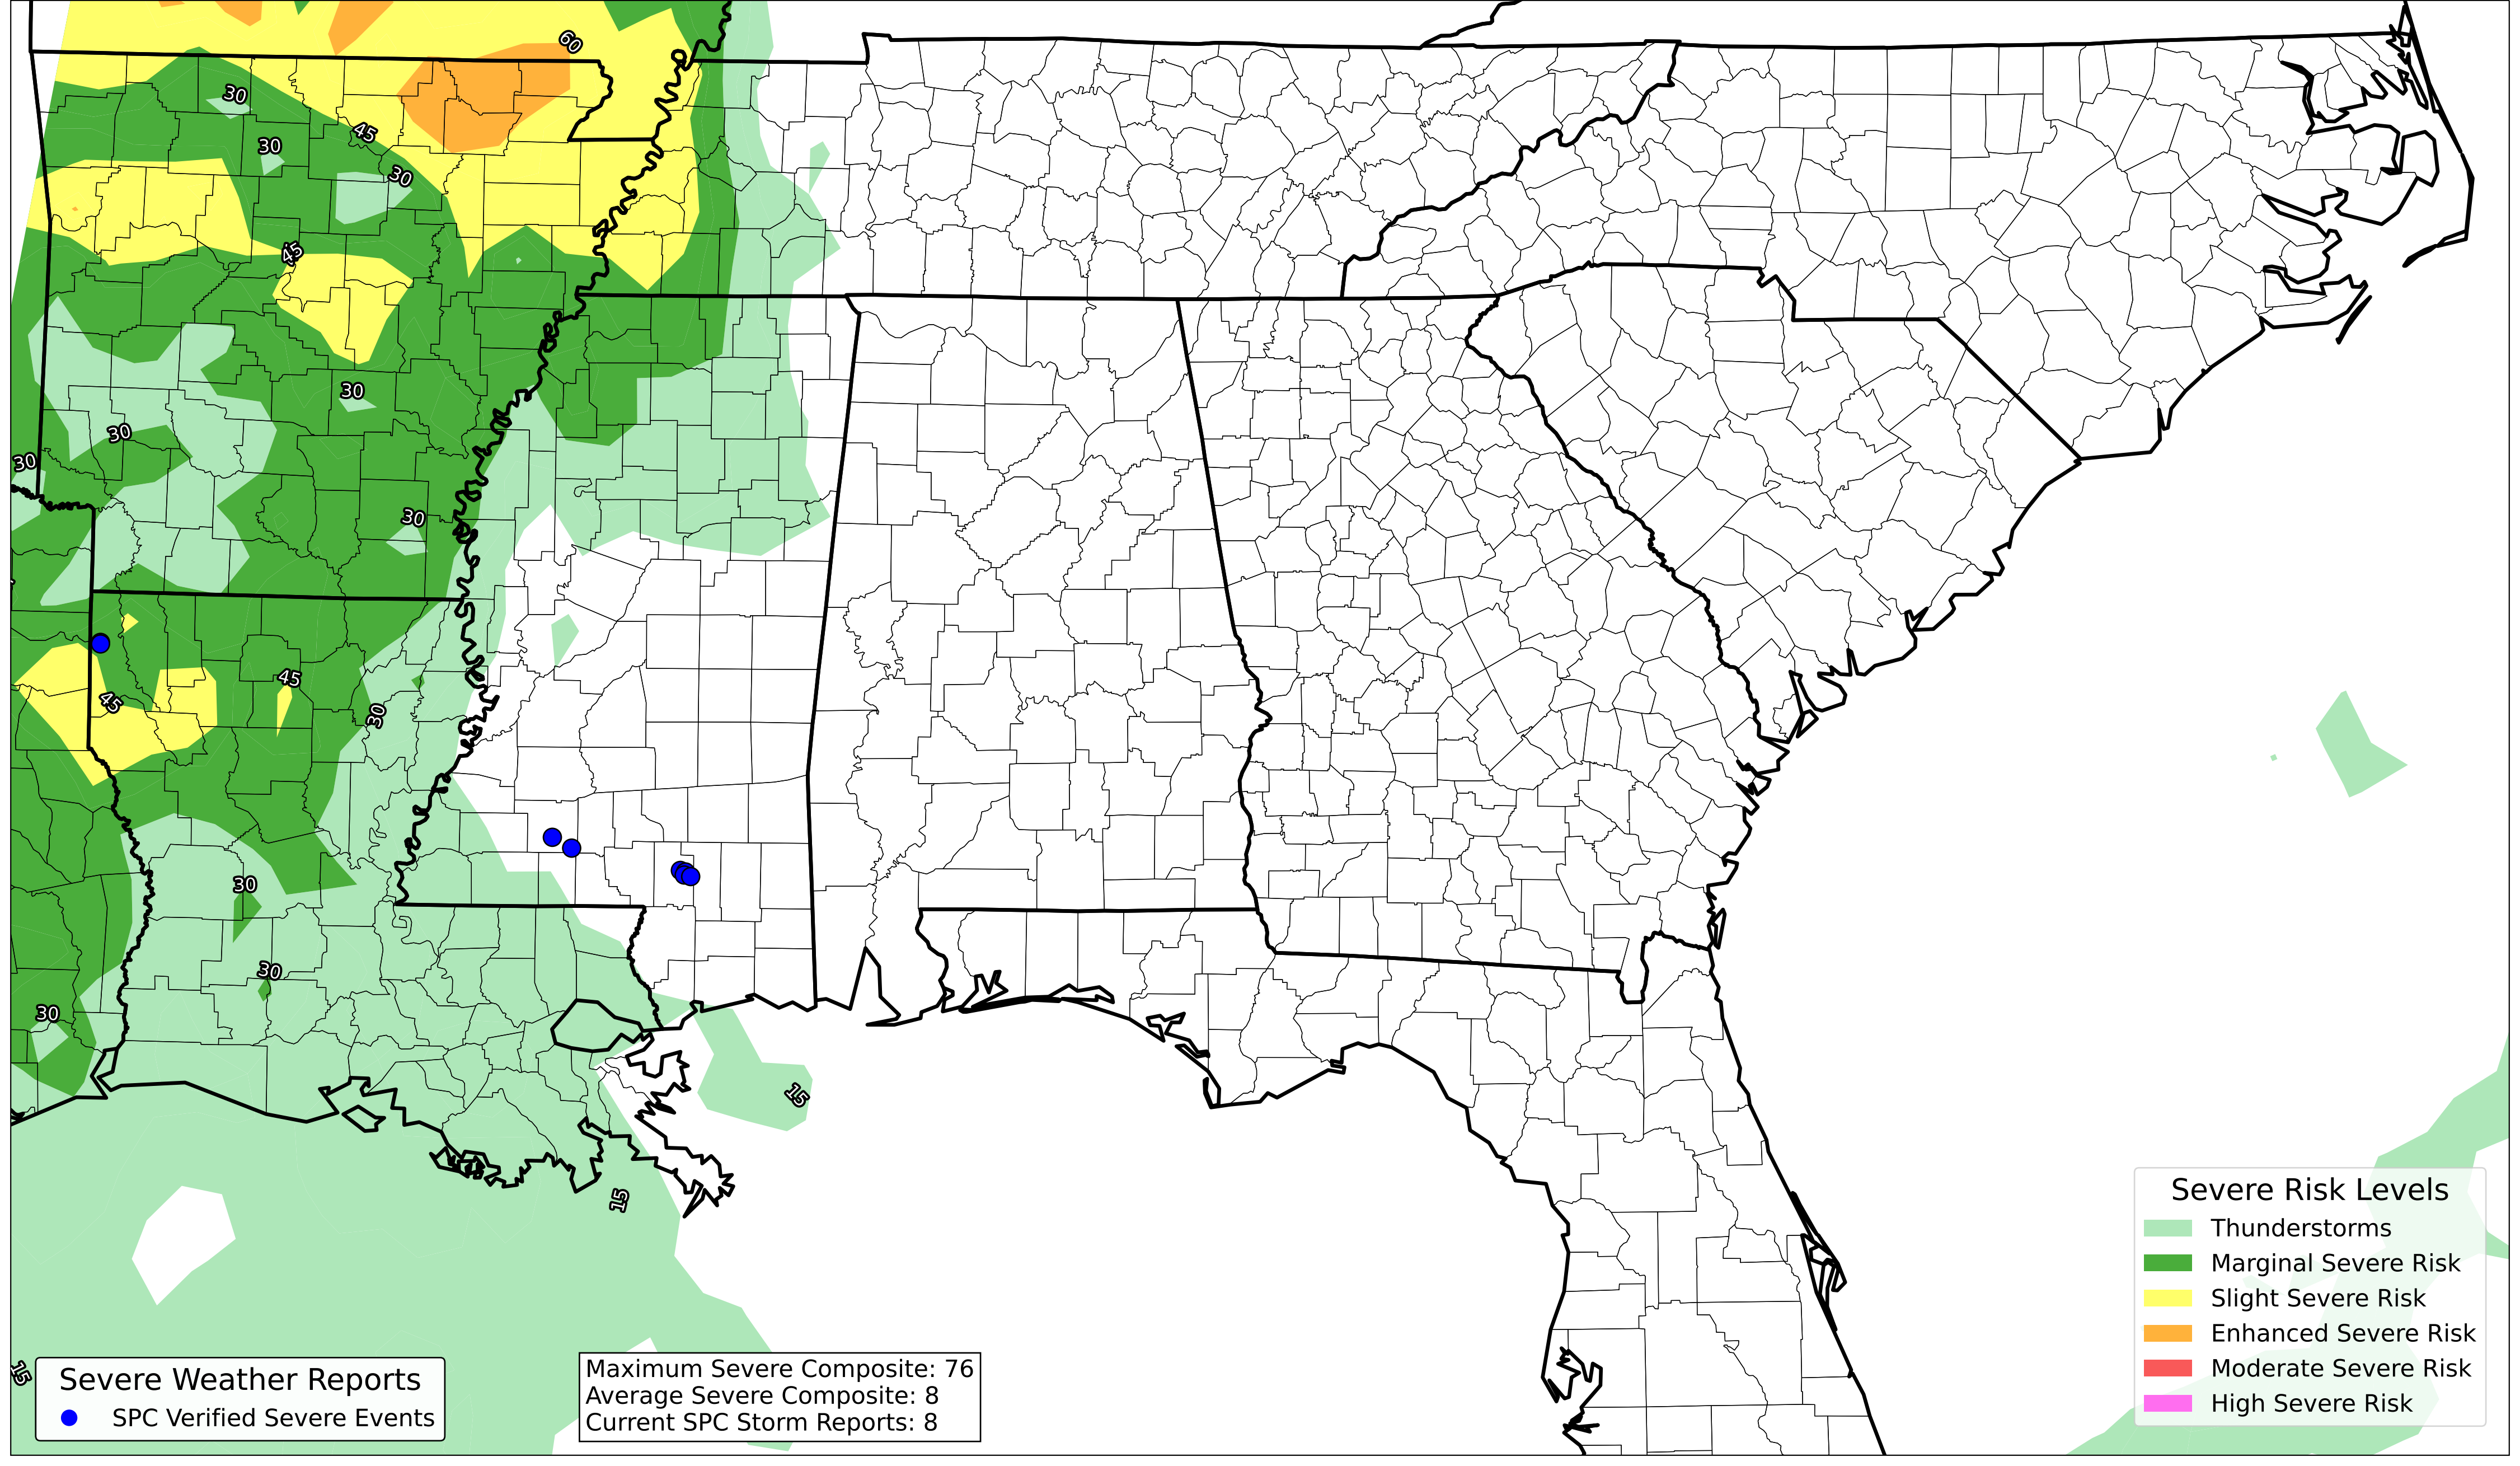 60
30
45
30
30
45
30
30
30
30
45
45
30
30
30
30
15
15
15
Severe Risk Levels
Thunderstorms
Marginal Severe Risk
Slight Severe Risk
Enhanced Severe Risk
Moderate Severe Risk
High Severe Risk
Severe Weather Reports
SPC Verified Severe Events
Maximum Severe Composite: 76
Average Severe Composite: 8
Current SPC Storm Reports: 8